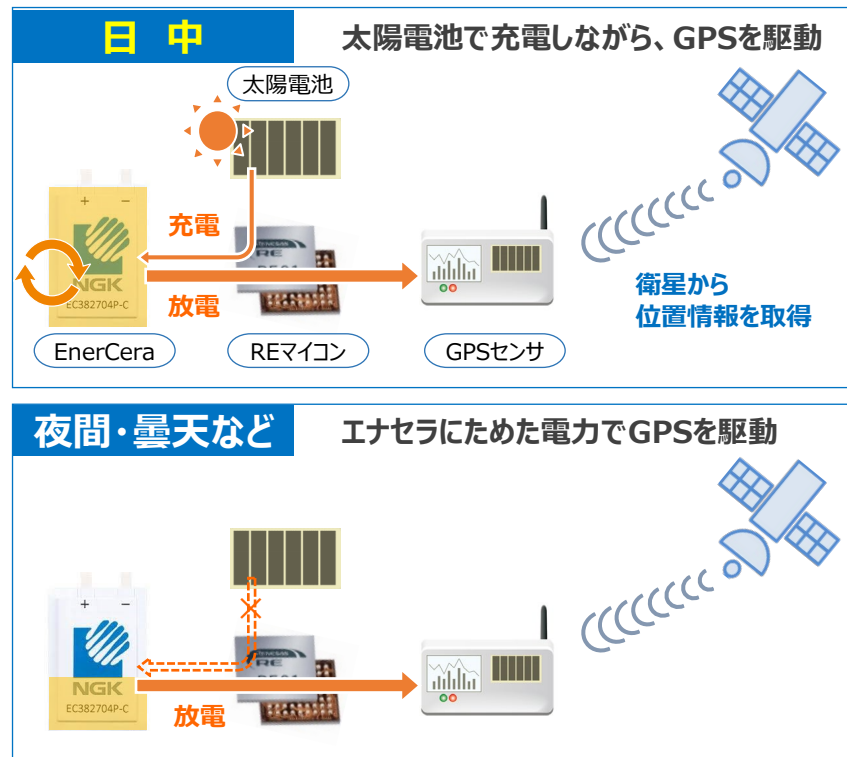 日 中
太陽電池で充電しながら、GPSを駆動
太陽電池
+ −
充電
RE
NGK
EC382704P-C
放電
衛星から
位置情報を取得
EnerCera
REマイコン
GPSセンサ
夜間・曇天など
エナセラにためた電力でGPSを駆動
+ −
RE
NGK
EC382704P-C
放電